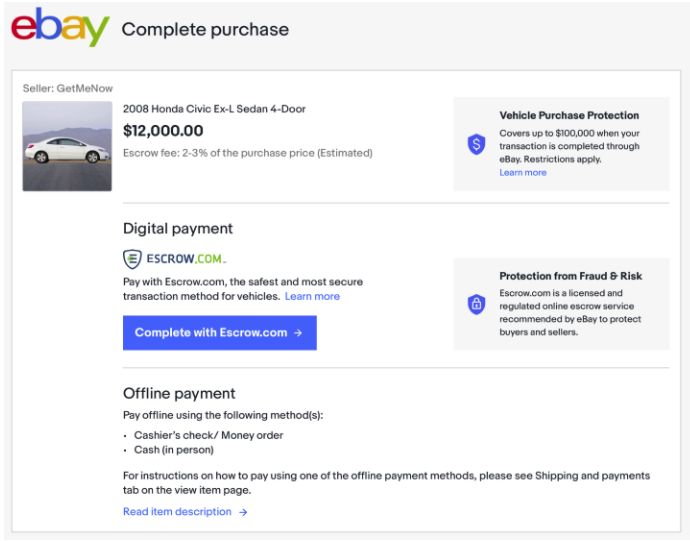 ebay Complete purchase
Seller: GetMeNow
2008 Honda Civic Ex-L Sedan 4-Door
$12,000.00
Escrow fee: 2-3% of the purchase price (Estimated)
Vehicle Purchase Protection
Covers up to $100,000 when your
transaction is completed through
eBay. Restrictions apply.
Learn more
Digital payment
ESCROW.COM
Pay with Escrow.com, the safest and most secure
transaction method for vehicles. Learn more
Complete with Escrow.com →
Protection from Fraud & Risk
Escrow.com is a licensed and
regulated online escrow service
recommended by eBay to protect
buyers and sellers.
Offline payment
Pay offline using the following method(s):
• Cashier's check/ Money order
• Cash (in person)
For instructions on how to pay using one of the offline payment methods, please see Shipping and payments
tab on the view item page.
Read item description →